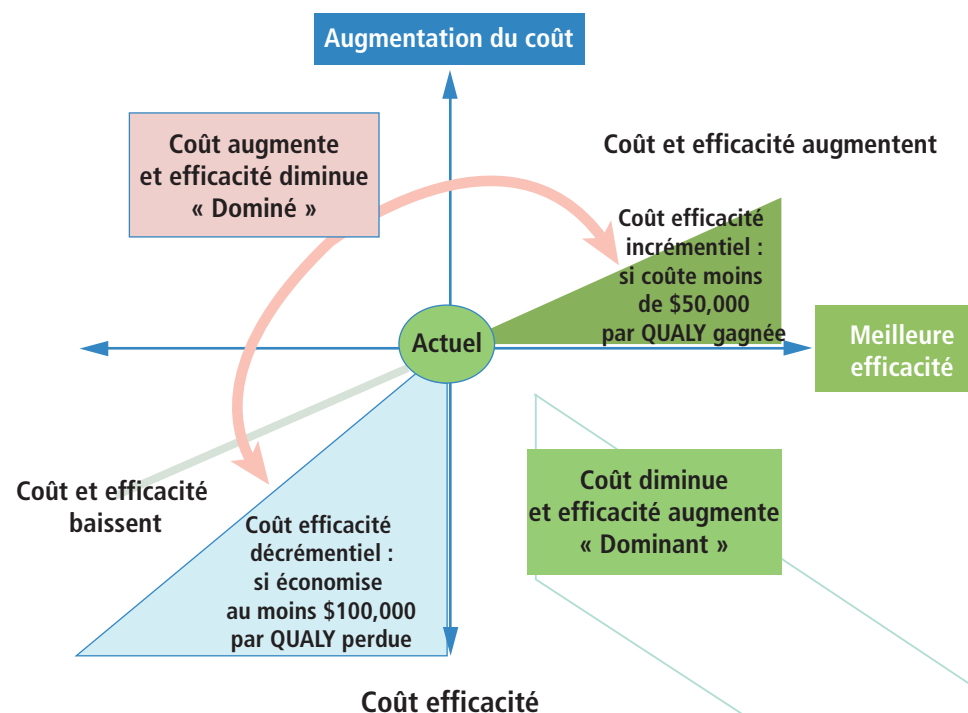 Augmentation du coût
Coût augmente
et efficacité diminue
« Dominé »
Coût et efficacité augmentent
Coût efficacité
incrémentiel :
si coûte moins
de $50,000
par QUALY gagnée
Actuel
Meilleure
efficacité
Coût et efficacité
baissent
Coût efficacité
décrémentiel :
si économise
au moins $100,000
par QUALY perdue
Coût diminue
et efficacité augmente
« Dominant »
Coût efficacité